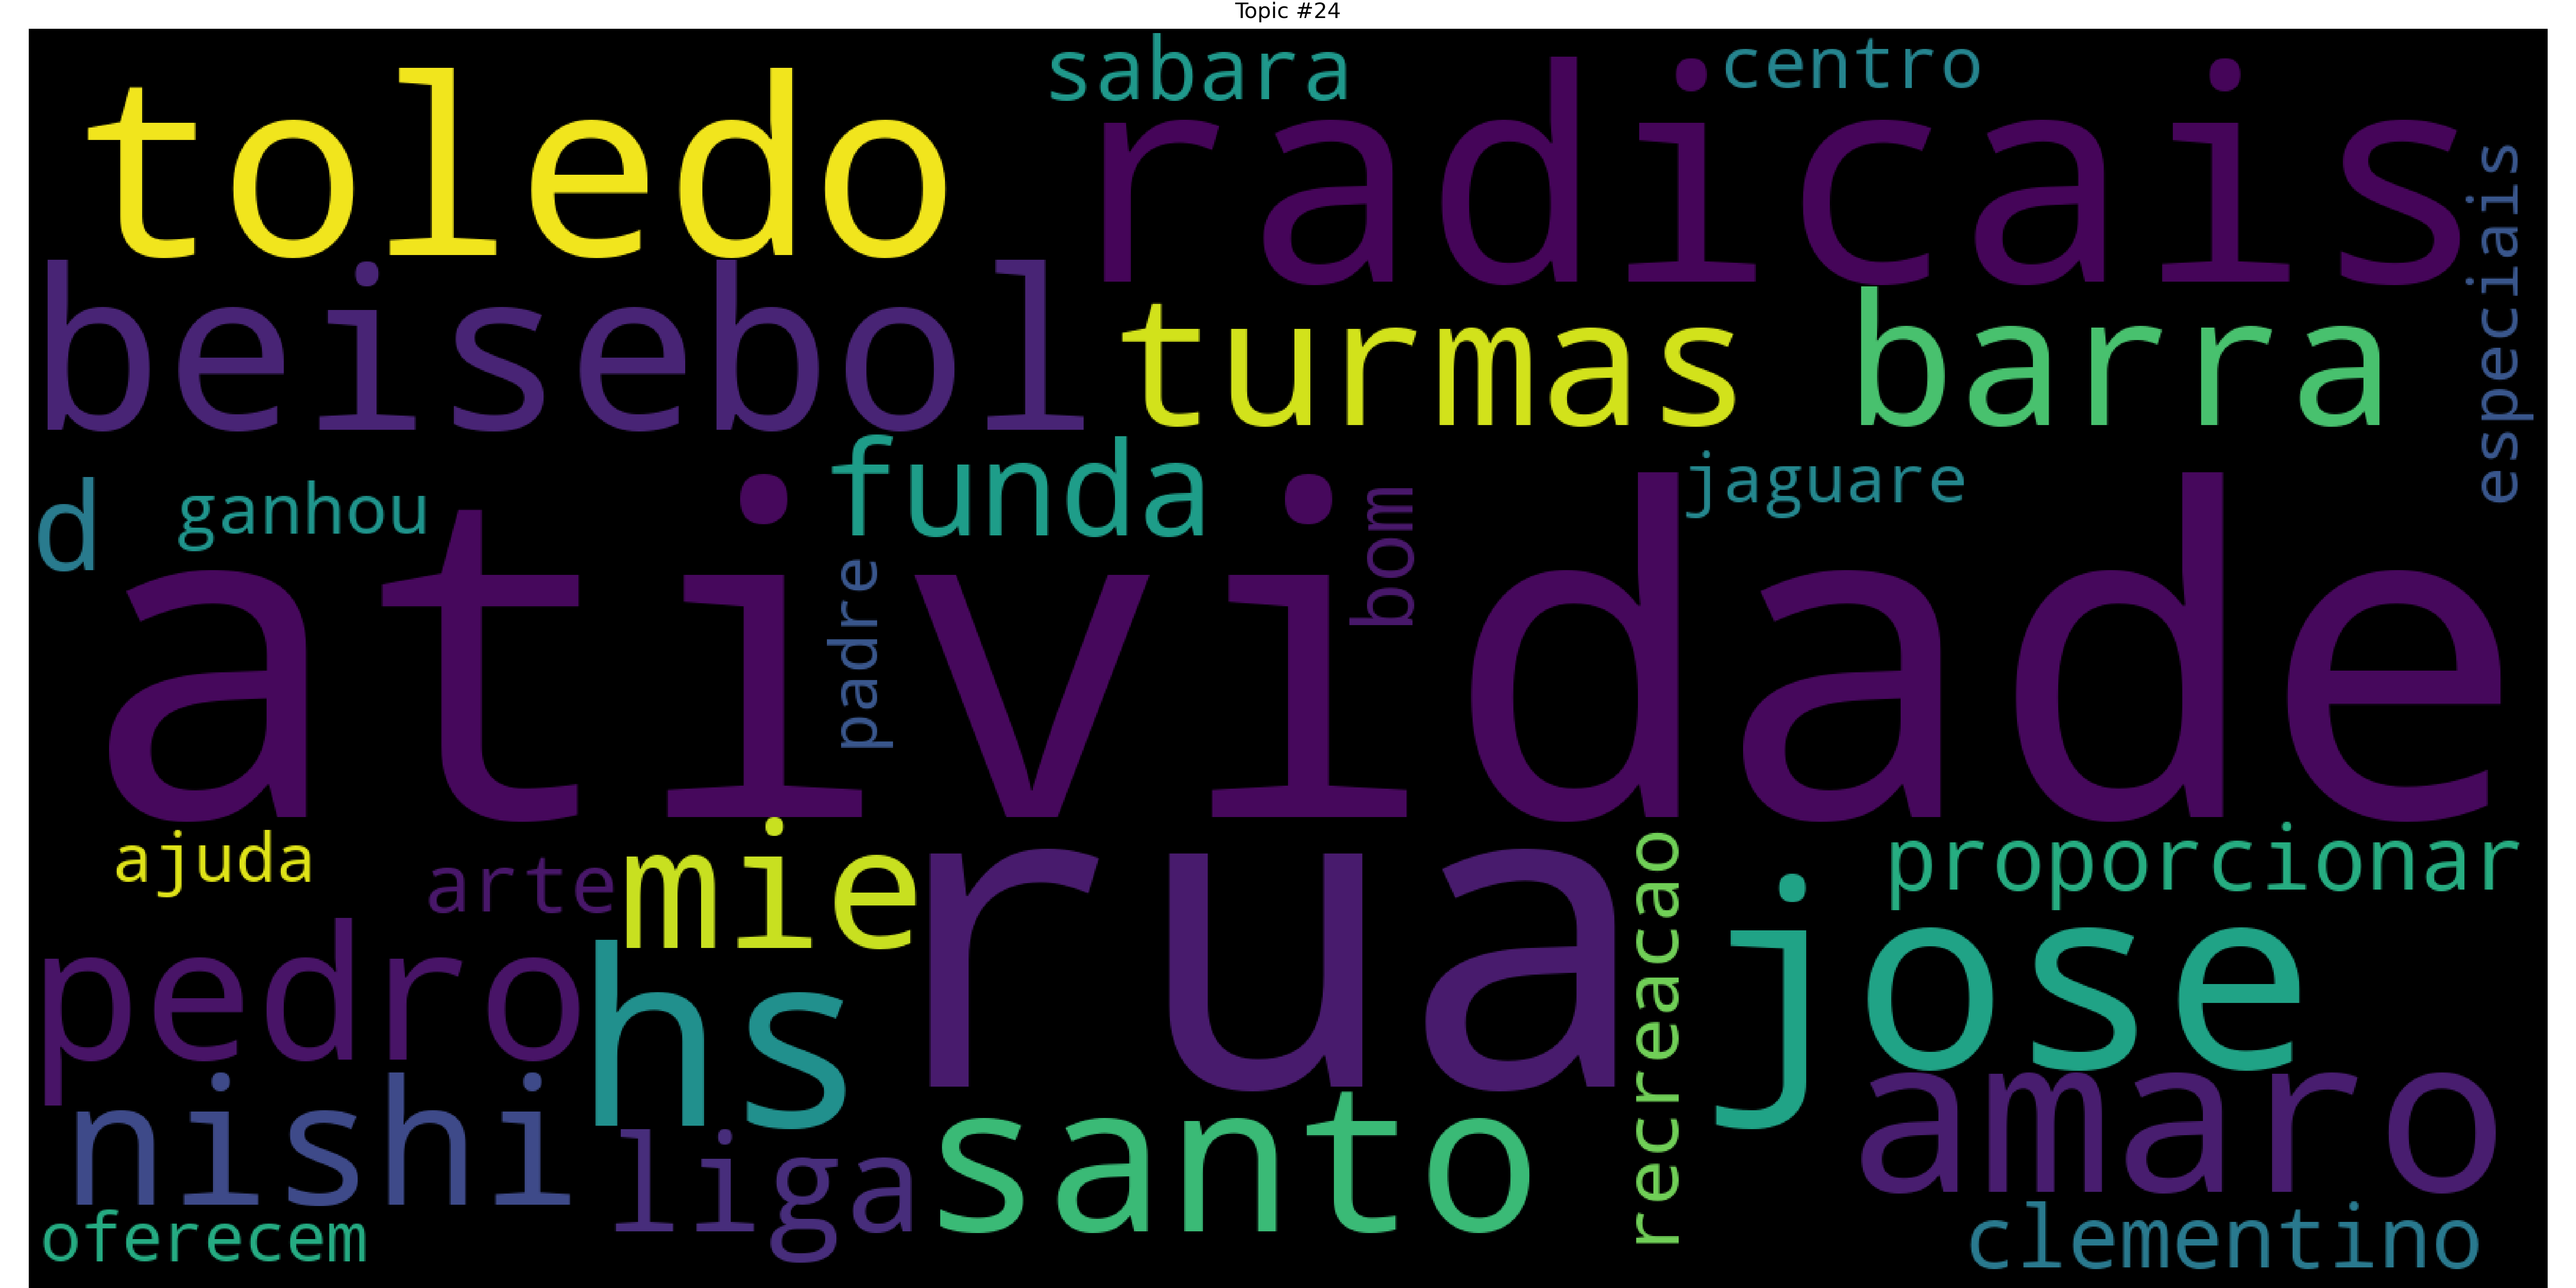 Topic #24
sabara
centro
toledo
radicais
especiais
beisebol
turmas
barra
funda
jaguare
d
ganhou
bom
atividade
padre
ajuda
arte
mie
rua
recreacao
proporcionar
jose
pedro
hs
nishi
liga
santo
amaro
oferecem
clementino